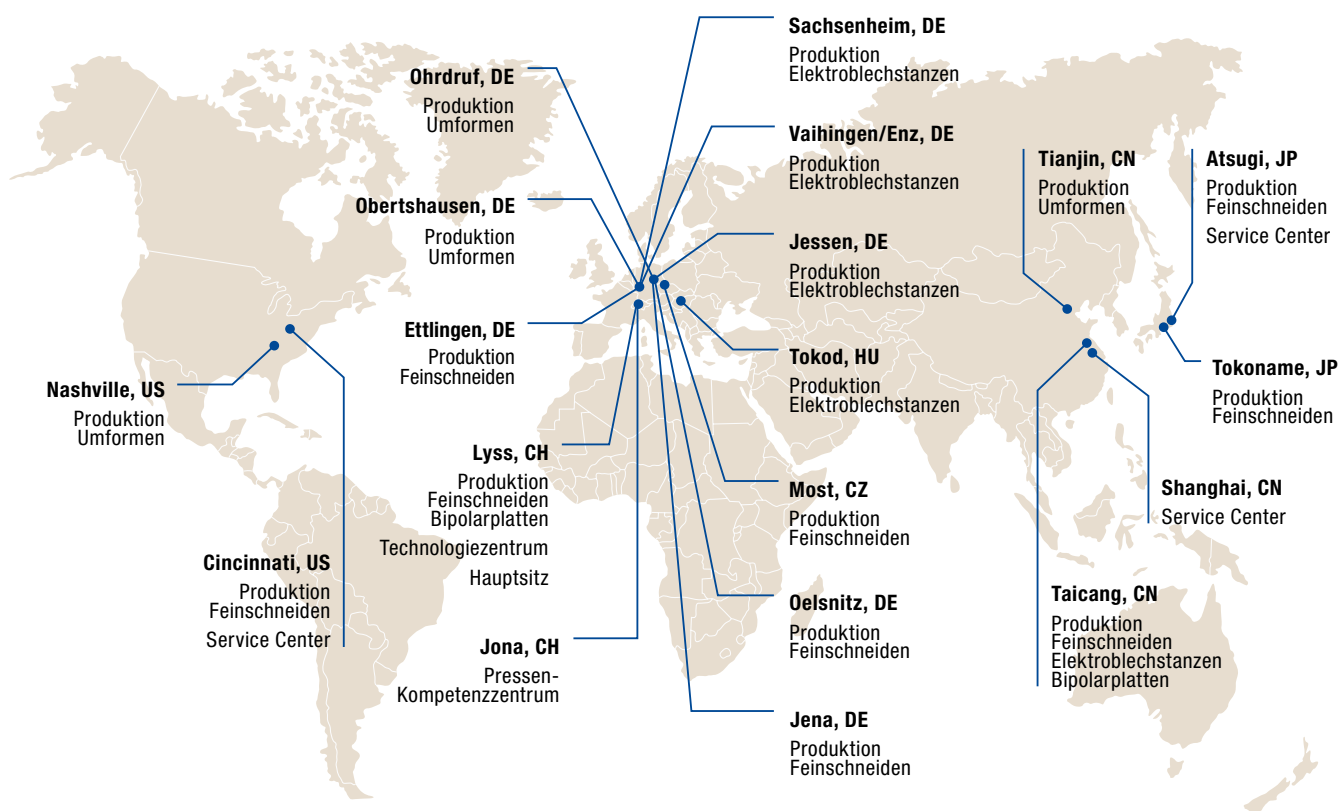 Sachsenheim, DE
Produktion
Elektroblechstanzen
Ohrdruf, DE
Produktion
Umformen
Vaihingen/Enz, DE
Produktion
Elektroblechstanzen
Tianjin, CN
Produktion
Umformen
Atsugi, JP
Produktion
Feinschneiden
Service Center
Obertshausen, DE
Produktion
Umformen
Jessen, DE
Produktion
Elektroblechstanzen
Ettlingen, DE
Produktion
Feinschneiden
Tokod, HU
Produktion
Elektroblechstanzen
Tokoname, JP
Produktion
Feinschneiden
Nashville, US
Produktion
Umformen
Lyss, CH
Produktion
Feinschneiden
Bipolarplatten
Technologiezentrum
Hauptsitz
Most, CZ
Produktion
Feinschneiden
Shanghai, CN
Service Center
Cincinnati, US
Produktion
Feinschneiden
Service Center
Oelsnitz, DE
Produktion
Feinschneiden
Taicang, CN
Produktion
Feinschneiden
Elektroblechstanzen
Bipolarplatten
Jona, CH
Pressen-
Kompetenzzentrum
Jena, DE
Produktion
Feinschneiden